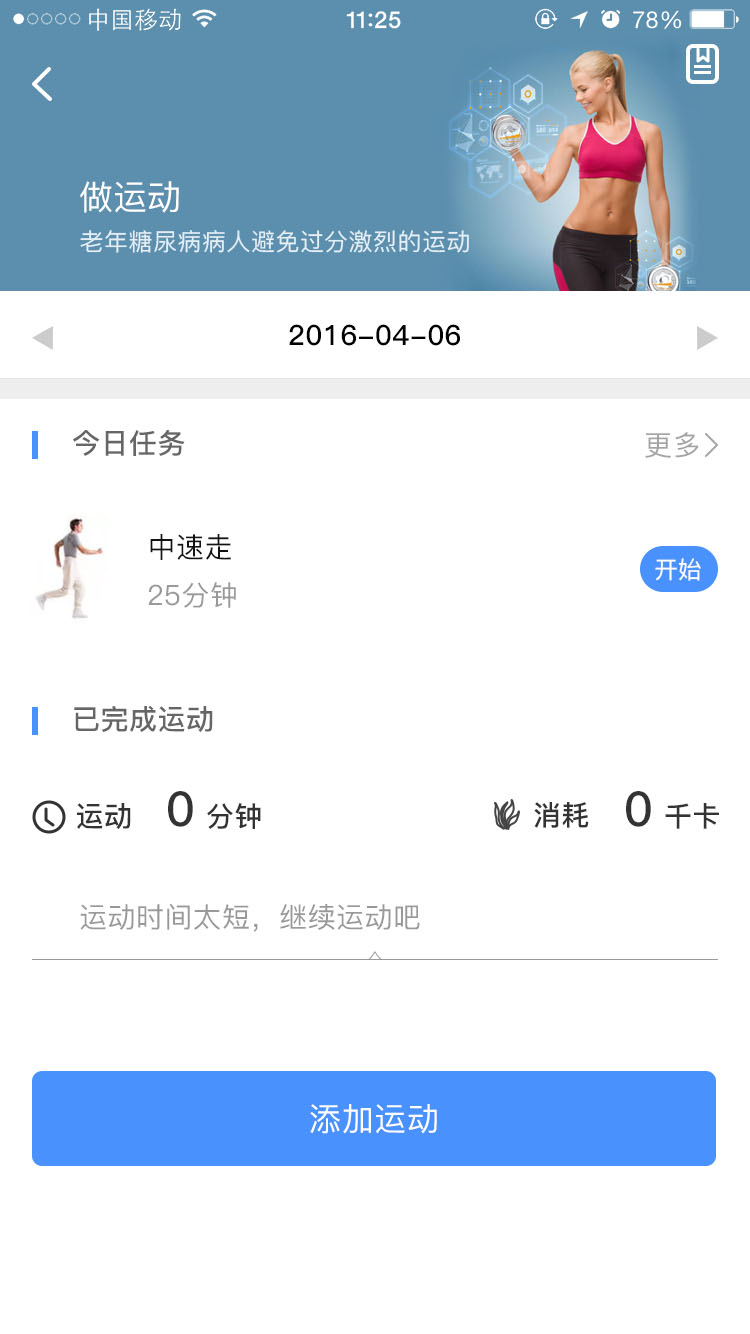 中国移动 11:25 78%
做运动
老年糖尿病病人避免过分激烈的运动
2016-04-06
今日任务 更多
中速走
25分钟
开始
已完成运动
运动 0 分钟 消耗 0 千卡
运动时间太短，继续运动吧
添加运动